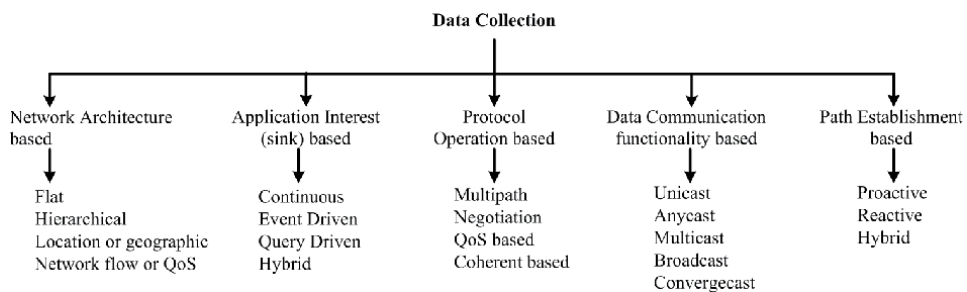 Data Collection
Network Architecture
based
Flat
Hierarchical
Location or geographic
Network flow or QoS
Application Interest
(sink) based
Continuous
Event Driven
Query Driven
Hybrid
Protocol
Operation based
Multipath
Negotiation
QoS based
Coherent based
Data Communication
functionality based
Unicast
Anycast
Multicast
Broadcast
Convergecast
Path Establishment
based
Proactive
Reactive
Hybrid